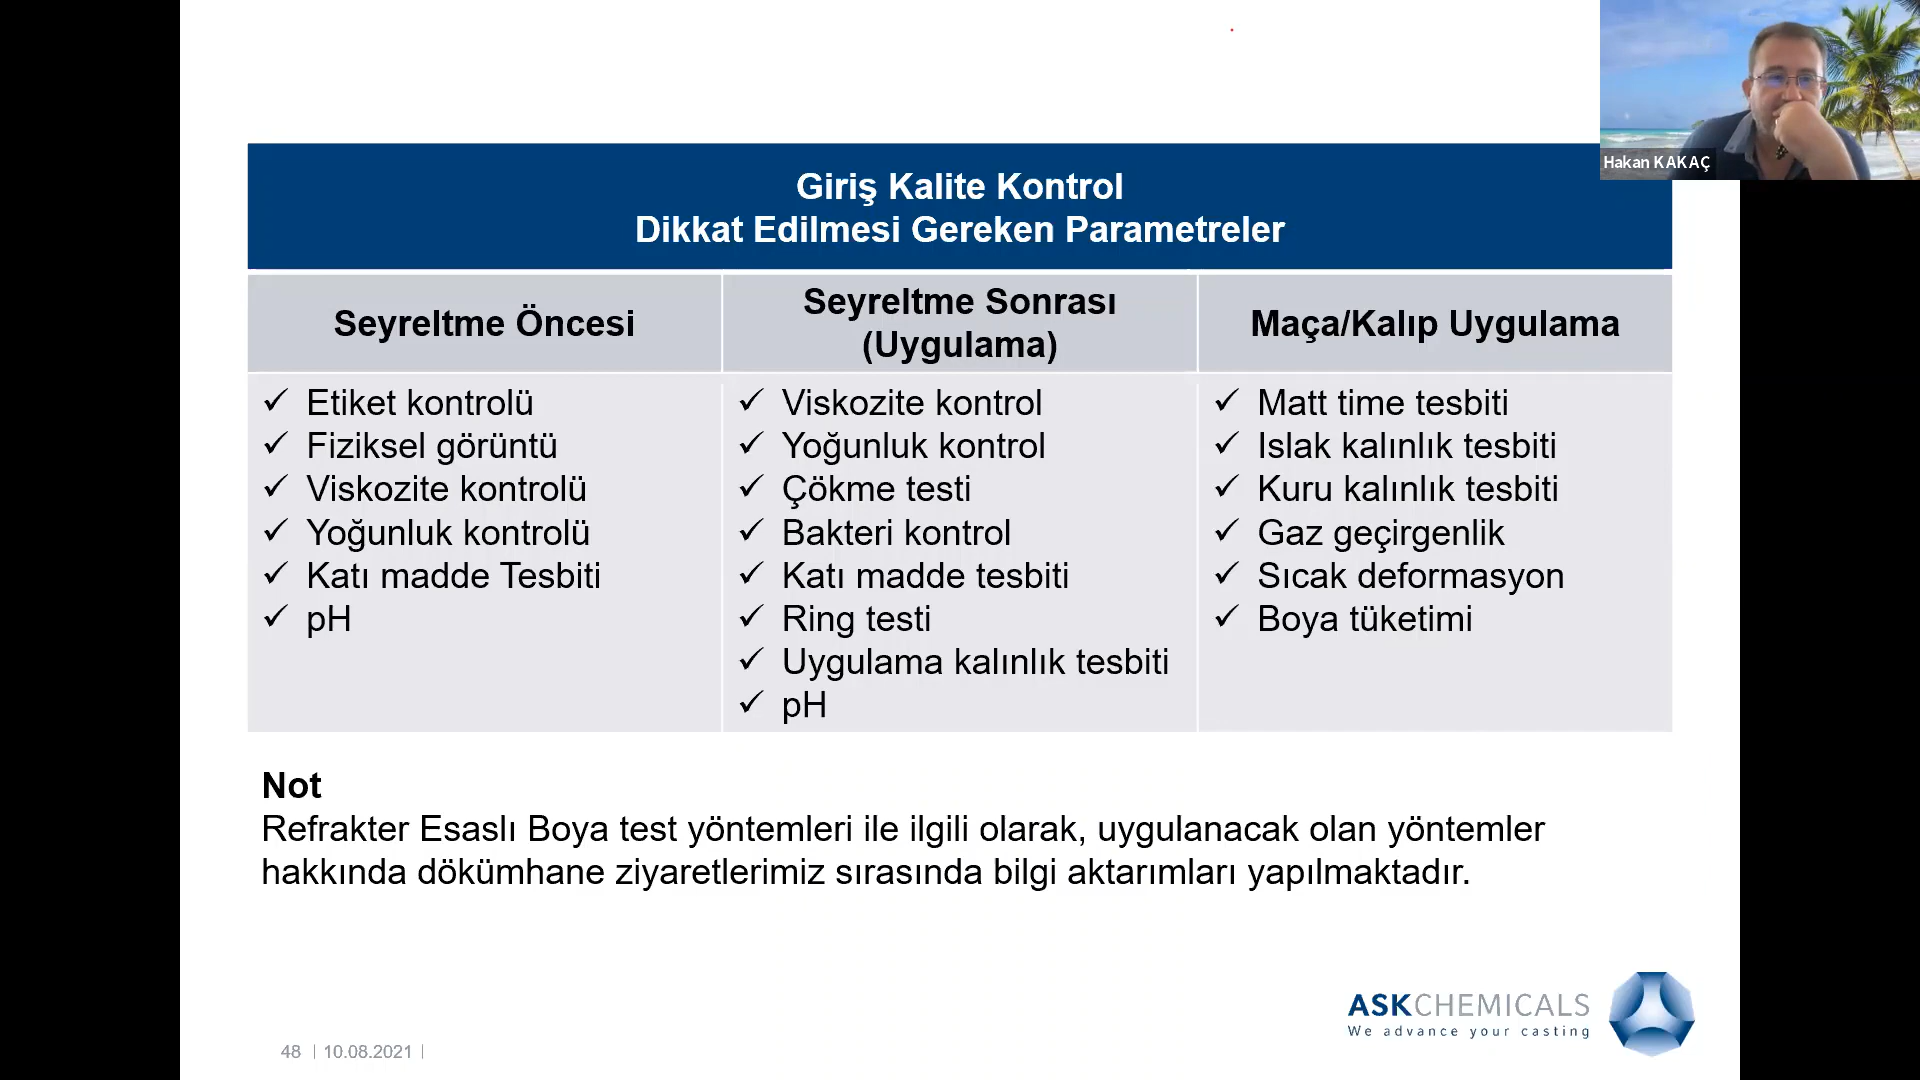 Hakan KAKAÇ
Giriş Kalite Kontrol
Dikkat Edilmesi Gereken Parametreler
Seyreltme Öncesi
Seyreltme Sonrası
(Uygulama)
Maça/Kalıp Uygulama
✓ Etiket kontrolü
✓ Fiziksel görüntü
✓ Viskozite kontrolü
✓ Yoğunluk kontrolü
✓ Katı madde Tesbiti
✓ pH
✓ Viskozite kontrol
✓ Yoğunluk kontrol
✓ Çökme testi
✓ Bakteri kontrol
✓ Katı madde tesbiti
✓ Ring testi
✓ Uygulama kalınlık tesbiti
✓ pH
✓ Matt time tesbiti
✓ Islak kalınlık tesbiti
✓ Kuru kalınlık tesbiti
✓ Gaz geçirgenlik
✓ Sıcak deformasyon
✓ Boya tüketimi
Not
Refrakter Esaslı Boya test yöntemleri ile ilgili olarak, uygulanacak olan yöntemler
hakkında dökümhane ziyaretlerimiz sırasında bilgi aktarımları yapılmaktadır.
ASKCHEMICALS
We advance your casting
48 | 10.08.2021 |